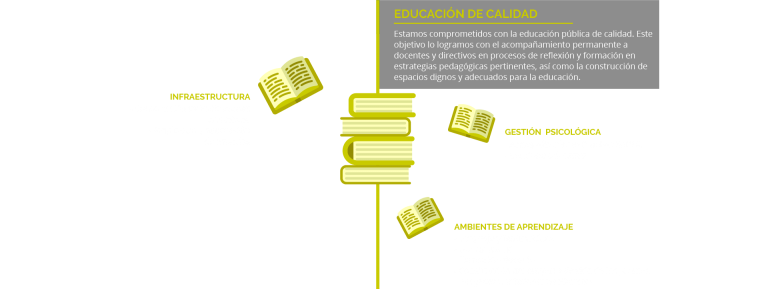 EDUCACIÓN DE CALIDAD
Estamos comprometidos con la educación pública de calidad. Este
objetivo lo logramos con el acompañamiento permanente a
docentes y directivos en procesos de reflexión y formación en
estrategias pedagógicas pertinentes, así como la construcción de
espacios dignos y adecuados para la educación.
INFRAESTRUCTURA
GESTIÓN PSICOLÓGICA
AMBIENTES DE APRENDIZAJE